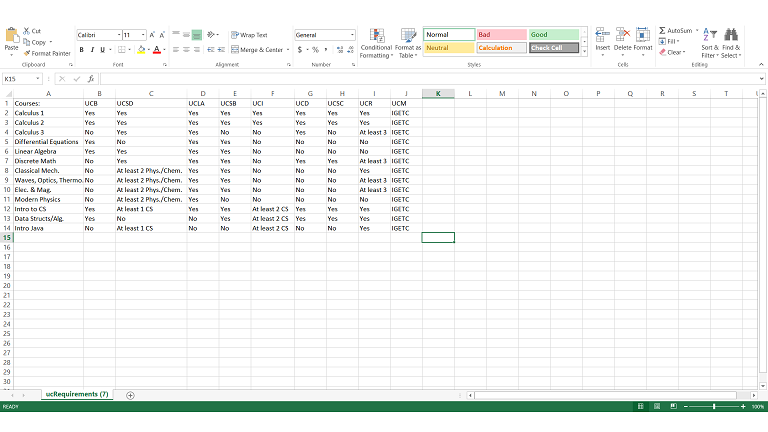 Cut
Copy
Format Painter
Paste
Clipboard
Calibri 11 A A
B I U A
Font
Wrap Text
Merge & Center
Alignment
General
$ % ,
Number
Conditional Formatting
Format as Table
Normal Bad Good
Neutral Calculation Check Cell
Styles
Insert Delete Format
Cells
AutoSum
Fill
Clear
Sort & Filter
Find & Select
Editing
K15 fx
A B C D E F G H I J K L M N O P Q R S T
1 Courses: UCB UCSD UCLA UCSB UCI UCD UCSC UCR UCM
2 Calculus 1 Yes Yes Yes Yes Yes Yes Yes Yes IGETC
3 Calculus 2 Yes Yes Yes Yes Yes Yes Yes Yes IGETC
4 Calculus 3 No Yes Yes No No Yes No At least 3 IGETC
5 Differential Equations Yes No Yes Yes No No No No IGETC
6 Linear Algebra Yes Yes Yes Yes No No No No IGETC
7 Discrete Math No Yes No No No Yes Yes At least 3 IGETC
8 Classical Mech. No At least 2 Phys./Chem. Yes Yes No No No Yes IGETC
9 Waves, Optics, Thermo. No At least 2 Phys./Chem. Yes Yes No No No At least 3 IGETC
10 Elec. & Mag. No At least 2 Phys./Chem. Yes Yes No No No At least 3 IGETC
11 Modern Physics No At least 2 Phys./Chem. No No No No No No IGETC
12 Intro to CS Yes At least 1 CS Yes No At least 2 CS Yes Yes Yes IGETC
13 Data Structs/Alg. Yes No No Yes At least 2 CS Yes Yes Yes IGETC
14 Intro Java No At least 1 CS No No At least 2 CS No No Yes IGETC
15
16
17
18
19
20
21
22
23
24
25
26
27
28
29
30
ucRequirements (7)
READY 100%